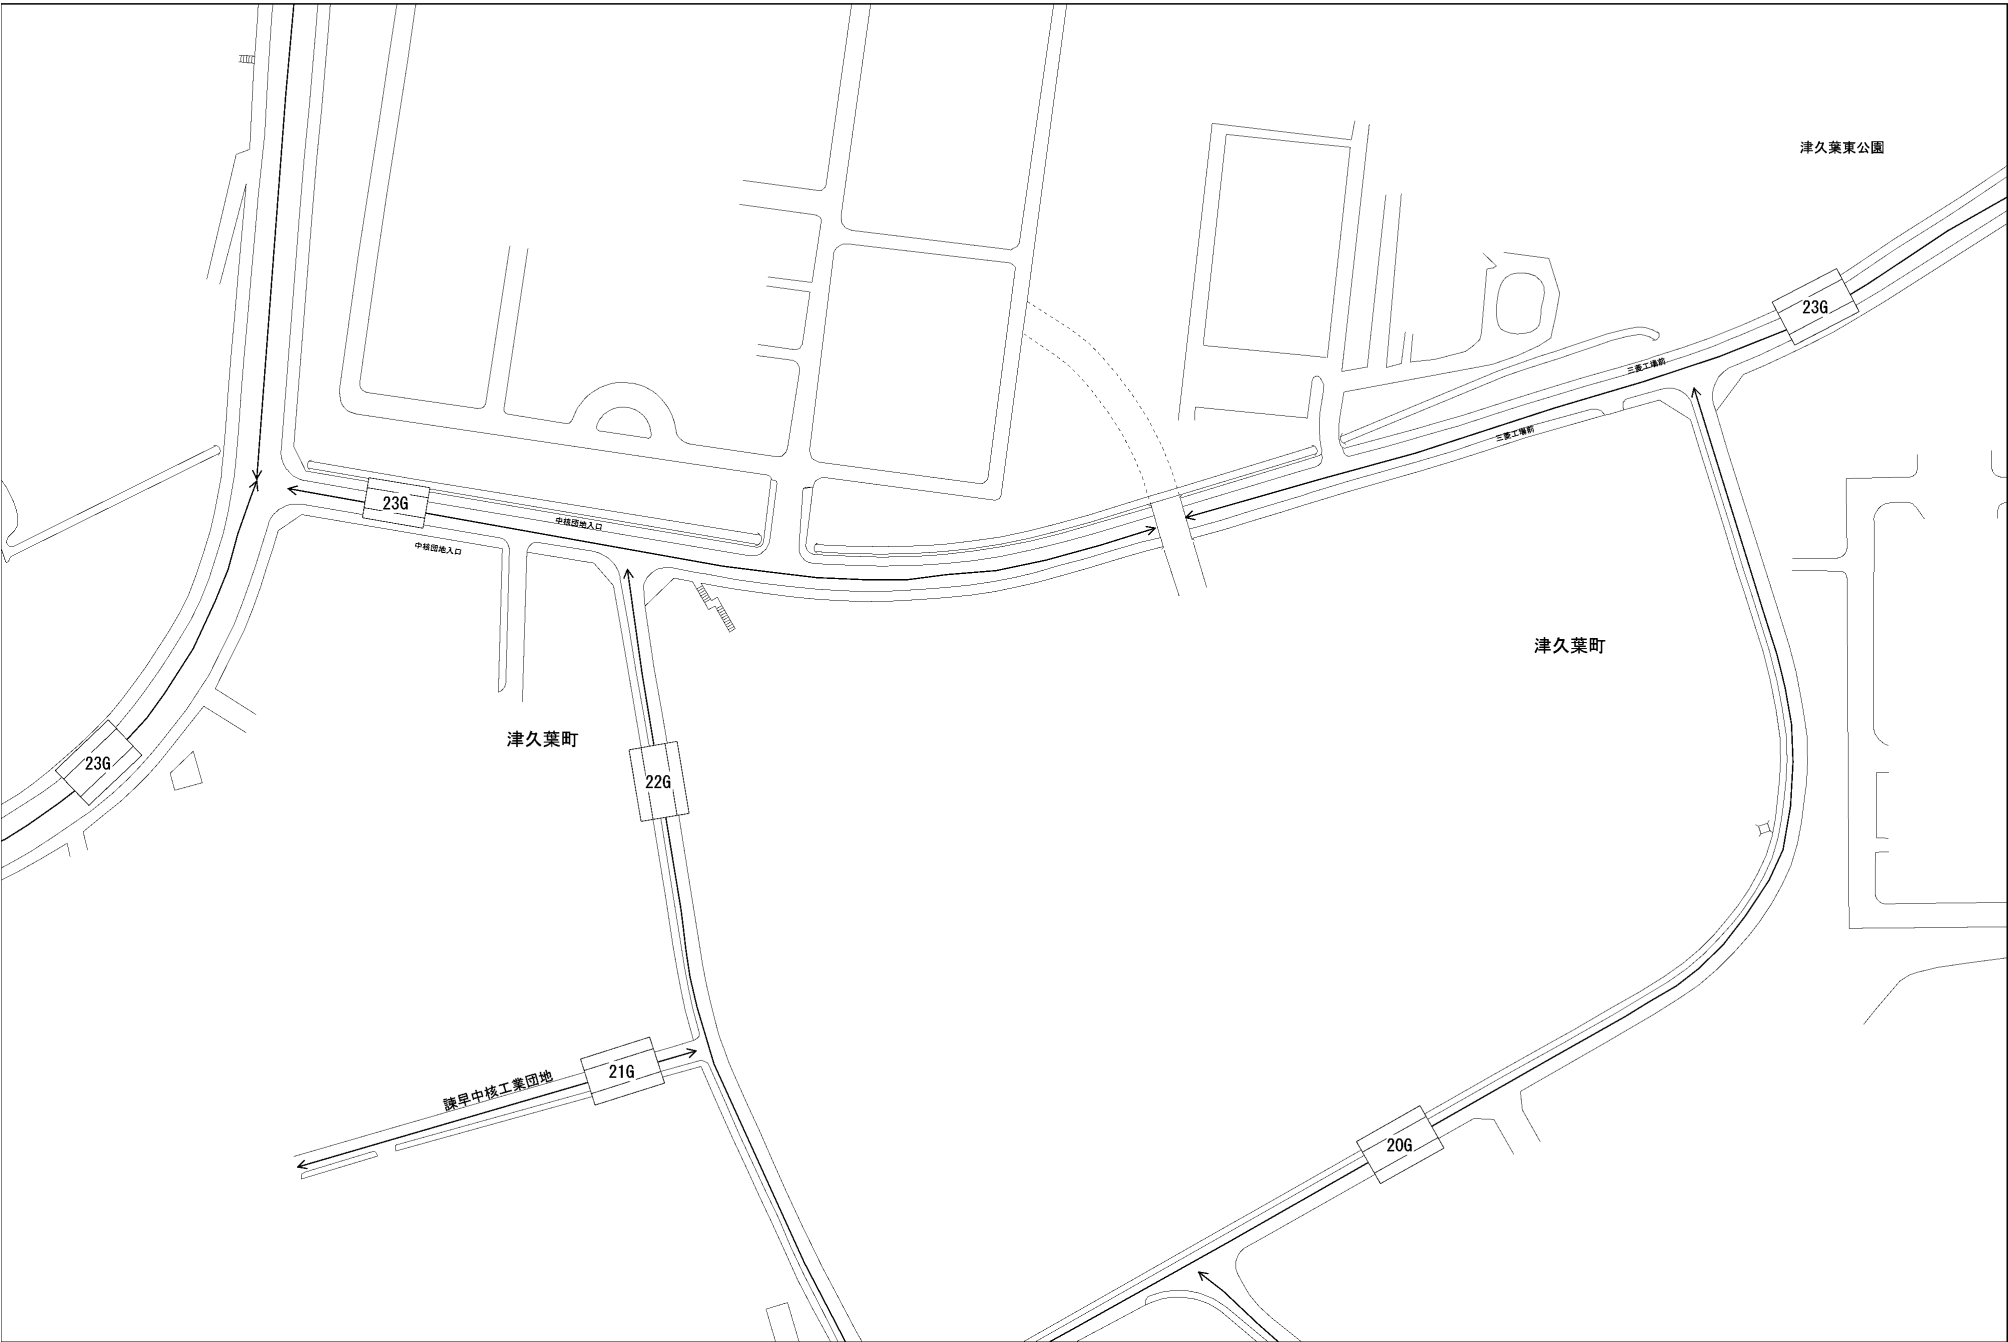 津久葉東公園
23G
三菱工場前
三菱工場前
23G
中核団地入口
中核団地入口
津久葉町
津久葉町
23G
22G
21G
諫早中核工業団地
20G